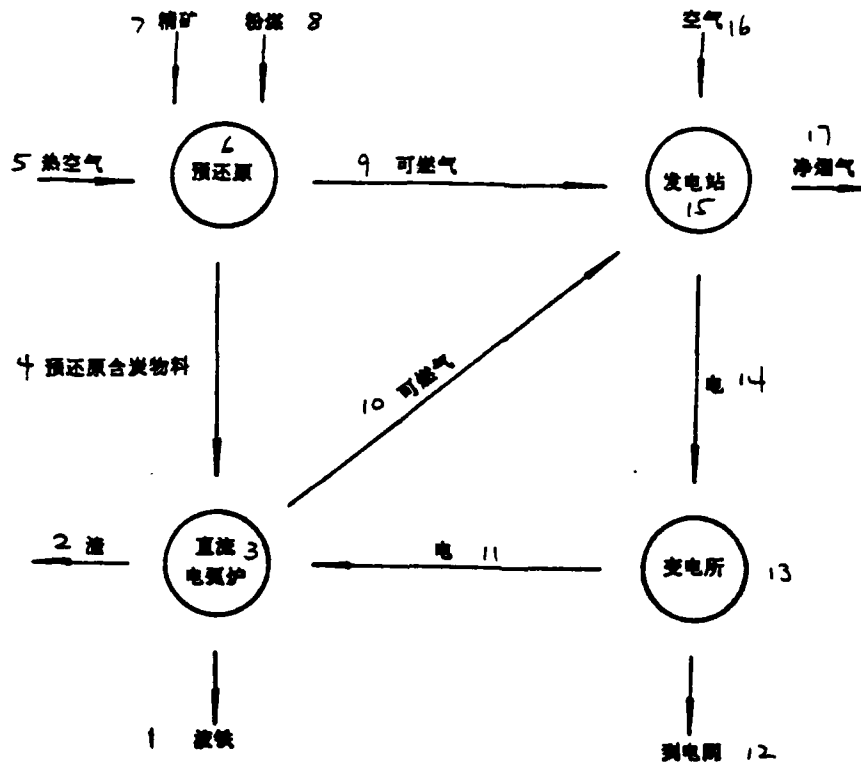 7 精矿 粉煤 8
空气 16
17
5 热空气
6
预还原
9 可燃气
发电站
15
净烟气
4 预还原含炭物料
10 可燃气
电 14
2 渣
直流 3
电弧炉
电 11
变电所 13
1 液铁
到电网 12